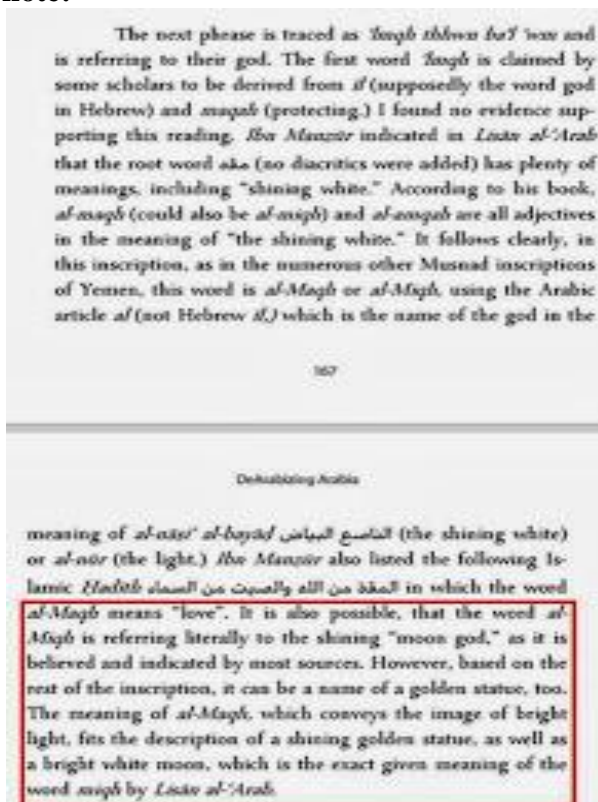 note:
The next phease is traced as 'lmqh thhwn ba'l 'wm and
is referring to their god. The first word 'lmqh is claimed by
some scholars to be derived from il (supposedly the word god
in Hebrew) and maqah (protecting.) I found no evidence sup-
porting this reading. Ibn Manzūr indicated in Lisān al-'Arab
that the root word مقه (no diacritics were added) has plenty of
meanings, including "shining white." According to his book,
al-maqh (could also be al-miqh) and al-amqah are all adjectives
in the meaning of "the shining white." It follows clearly, in
this inscription, as in the numerous other Musnad inscriptions
of Yemen, this word is al-Maqh or al-Miqh, using the Arabic
article al (not Hebrew il,) which is the name of the god in the
167
DeArabizing Arabia
meaning of al-nāsi' al-bayād الناصع البياض (the shining white)
or al-nūr (the light.) Ibn Manzūr also listed the following Is-
lamic Hadith المقة من الله والصيت من السماء in which the word
al-Maqh means "love". It is also possible, that the word al-
Miqh is referring literally to the shining "moon god," as it is
believed and indicated by most sources. However, based on the
rest of the inscription, it can be a name of a golden statue, too.
The meaning of al-Maqh, which conveys the image of bright
light, fits the description of a shining golden statue, as well as
a bright white moon, which is the exact given meaning of the
word miqh by Lisān al-'Arab.